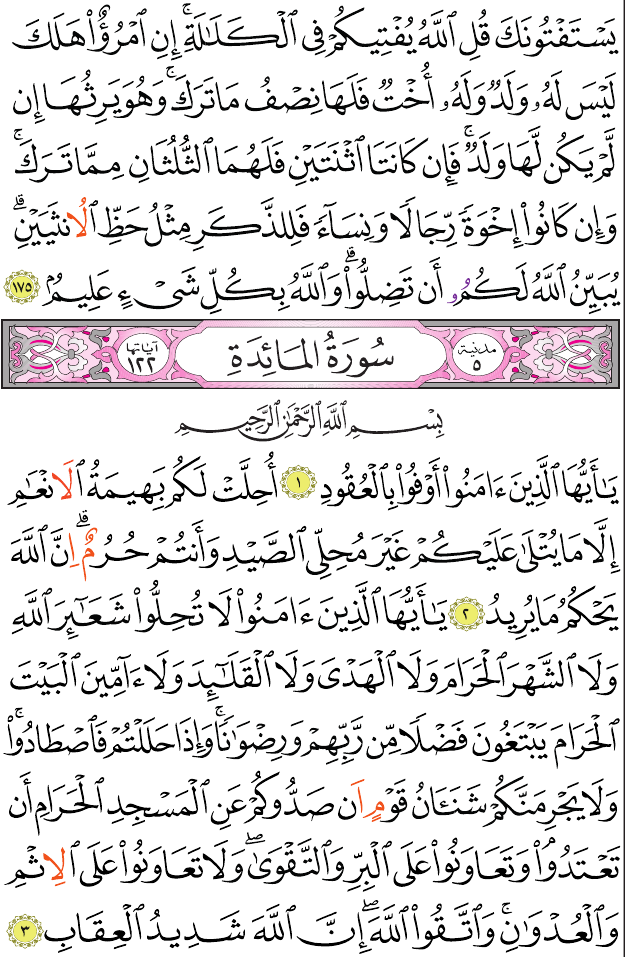 يَسْتَفْتُونَكَ قُلِ ٱللَّهُ يُفْتِيكُمْ فِي ٱلْكَلَٰلَةِۚ إِنِ ٱمْرُؤٌا۟ هَلَكَ
لَيْسَ لَهُۥ وَلَدٌ وَلَهُۥ أُخْتٌ فَلَهَا نِصْفُ مَا تَرَكَۚ وَهُوَ يَرِثُهَا إِن
لَّمْ يَكُن لَّهَا وَلَدٌۚ فَإِن كَانَتَا ٱثْنَتَيْنِ فَلَهُمَا ٱلثُّلُثَانِ مِمَّا تَرَكَۚ
وَإِن كَانُوٓا۟ إِخْوَةً رِّجَالًا وَنِسَآءً فَلِلذَّكَرِ مِثْلُ حَظِّ ٱلُانثَيَيْنِۗ
يُبَيِّنُ ٱللَّهُ لَكُمُۥ أَن تَضِلُّوا۟ۗ وَٱللَّهُ بِكُلِّ شَيْءٍ عَلِيمٌۢ ١٧٥
مدنية ٥ سُورَةُ المَائِدَةِ آياتها ١٢٢
بِسْمِ ٱللَّهِ ٱلرَّحْمَٰنِ ٱلرَّحِيمِ
يَٰٓأَيُّهَا ٱلَّذِينَ ءَامَنُوٓا۟ أَوْفُوا۟ بِٱلْعُقُودِ ١ أُحِلَّتْ لَكُم بَهِيمَةُ ٱلَانْعَٰمِ
إِلَّا مَا يُتْلَىٰ عَلَيْكُمْ غَيْرَ مُحِلِّي ٱلصَّيْدِ وَأَنتُمْ حُرُمٌۗ اِنَّ ٱللَّهَ
يَحْكُمُ مَا يُرِيدُ ٢ يَٰٓأَيُّهَا ٱلَّذِينَ ءَامَنُوا۟ لَا تُحِلُّوا۟ شَعَٰٓئِرَ ٱللَّهِ
وَلَا ٱلشَّهْرَ ٱلْحَرَامَ وَلَا ٱلْهَدْيَ وَلَا ٱلْقَلَٰٓئِدَ وَلَآ ءَآمِّينَ ٱلْبَيْتَ
ٱلْحَرَامَ يَبْتَغُونَ فَضْلًا مِّن رَّبِّهِمْ وَرِضْوَٰنًاۚ وَإِذَا حَلَلْتُمْ فَٱصْطَادُوا۟ۚ
وَلَا يَجْرِمَنَّكُمْ شَنَـَٔانُ قَوْمٍ اَن صَدُّوكُمْ عَنِ ٱلْمَسْجِدِ ٱلْحَرَامِ أَن
تَعْتَدُوا۟ۘ وَتَعَاوَنُوا۟ عَلَى ٱلْبِرِّ وَٱلتَّقْوَىٰۖ وَلَا تَعَاوَنُوا۟ عَلَى ٱلِاثْمِ
وَٱلْعُدْوَٰنِۚ وَٱتَّقُوا۟ ٱللَّهَۖ إِنَّ ٱللَّهَ شَدِيدُ ٱلْعِقَابِ ٣